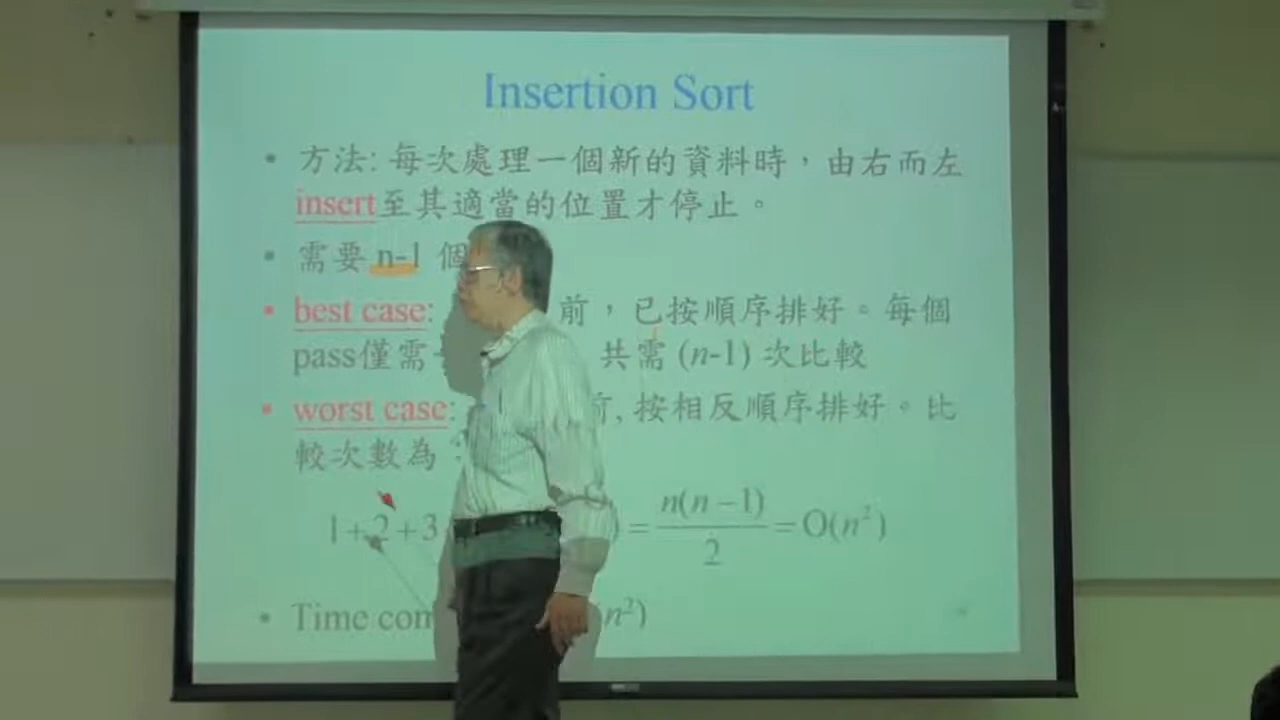 Insertion Sort
• 方法: 每次處理一個新的資料時，由右而左
insert至其適當的位置才停止。
• 需要 n-1 個
• best case: 前，已按順序排好。每個
pass僅需 共需 (n-1) 次比較
• worst case: 前, 按相反順序排好。比
較次數為：
1+2+3 ) = n(n−1)/2 = O(n²)
• Time com n²)